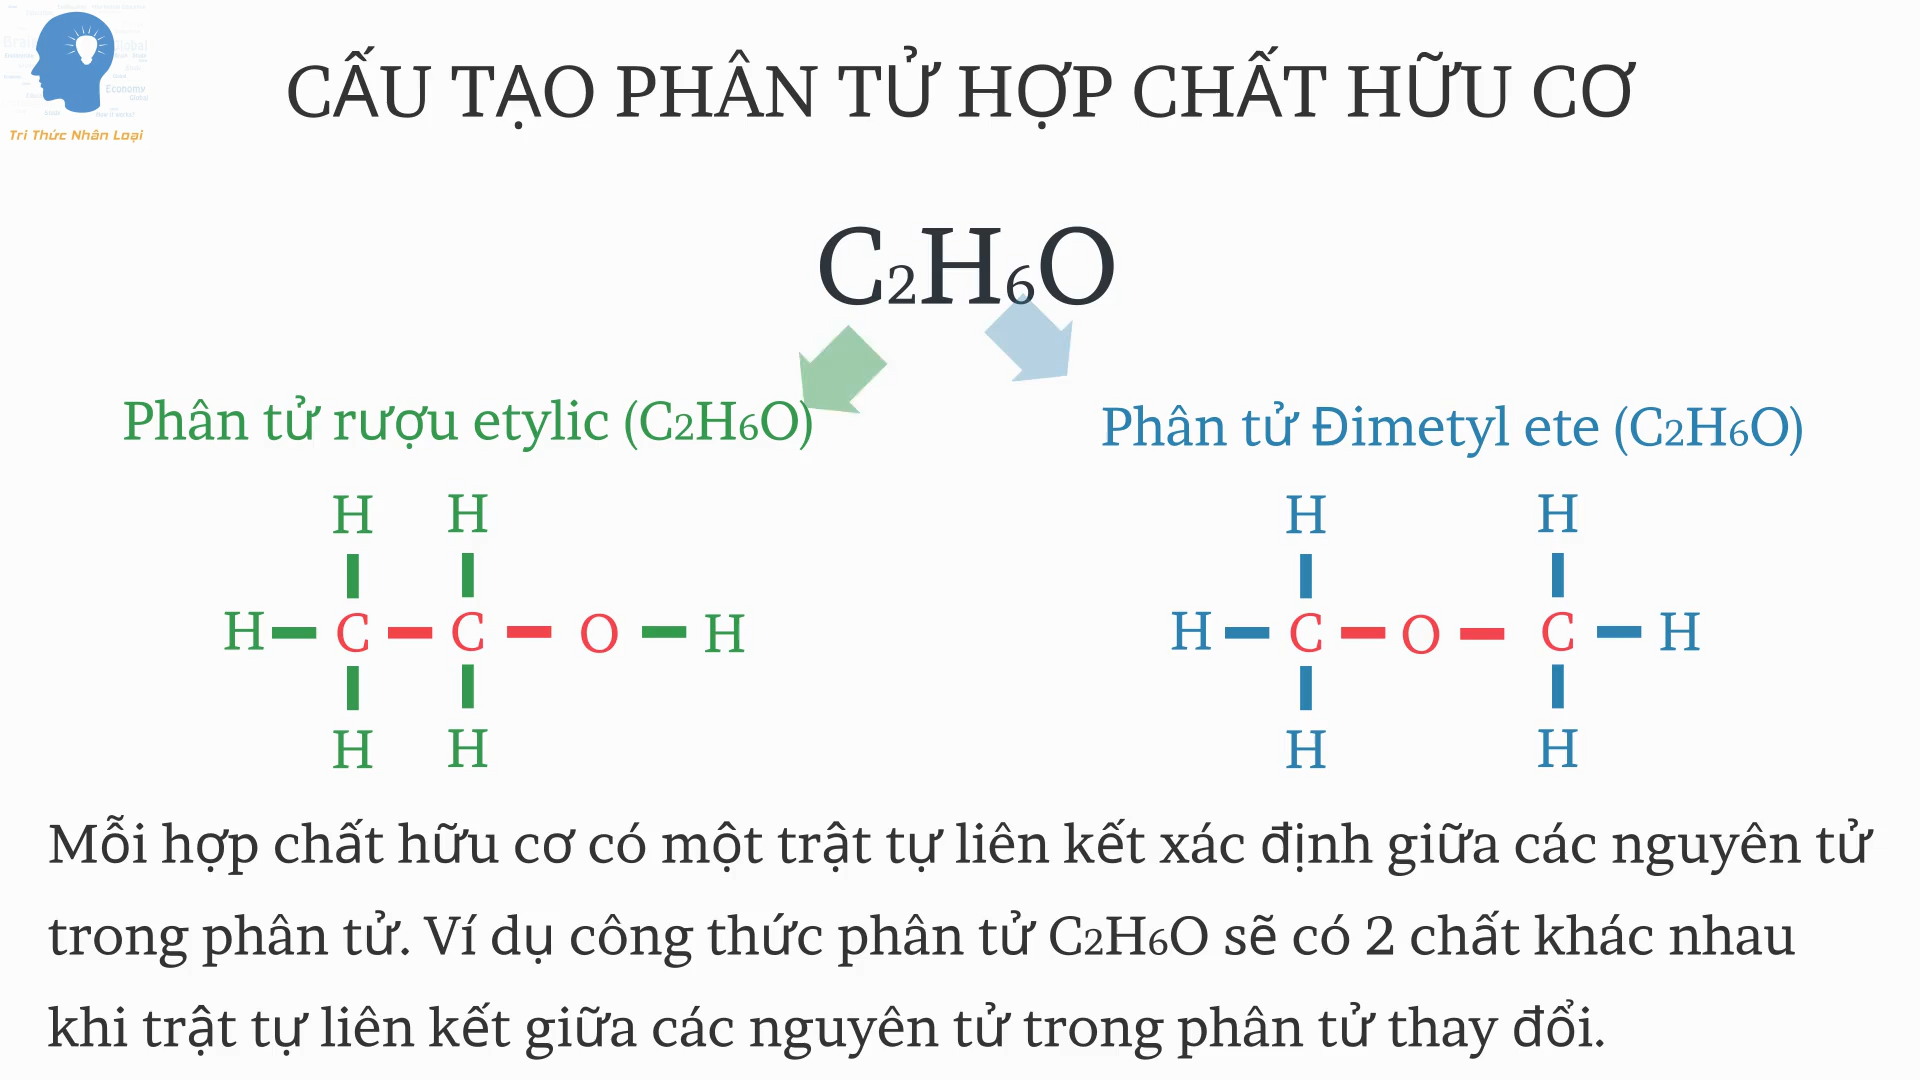 Tri Thức Nhân Loại
CẤU TẠO PHÂN TỬ HỢP CHẤT HỮU CƠ
C₂H₆O
Phân tử rượu etylic (C₂H₆O)
H H
H C C O H
H H
Phân tử Đimetyl ete (C₂H₆O)
H H
H C O C H
H H
Mỗi hợp chất hữu cơ có một trật tự liên kết xác định giữa các nguyên tử
trong phân tử. Ví dụ công thức phân tử C₂H₆O sẽ có 2 chất khác nhau
khi trật tự liên kết giữa các nguyên tử trong phân tử thay đổi.